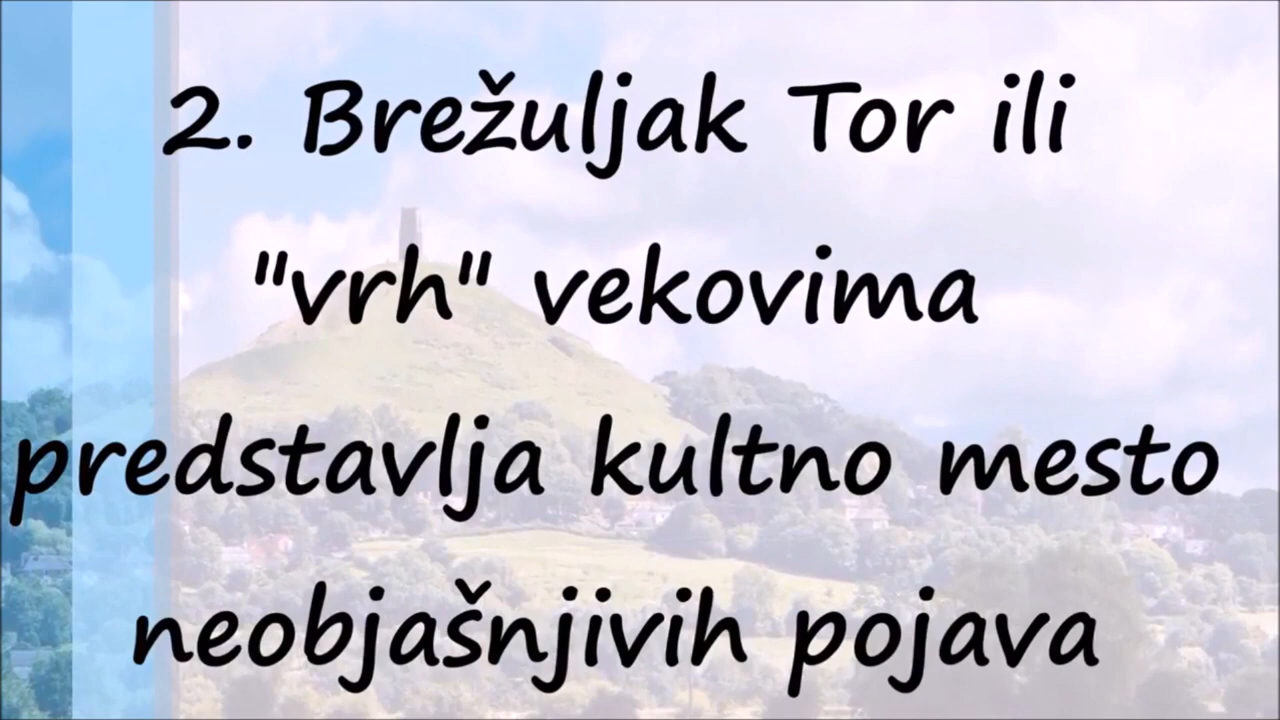 2. Brežuljak Tor ili
"vrh" vekovima
predstavlja kultno mesto
neobjašnjivih pojava